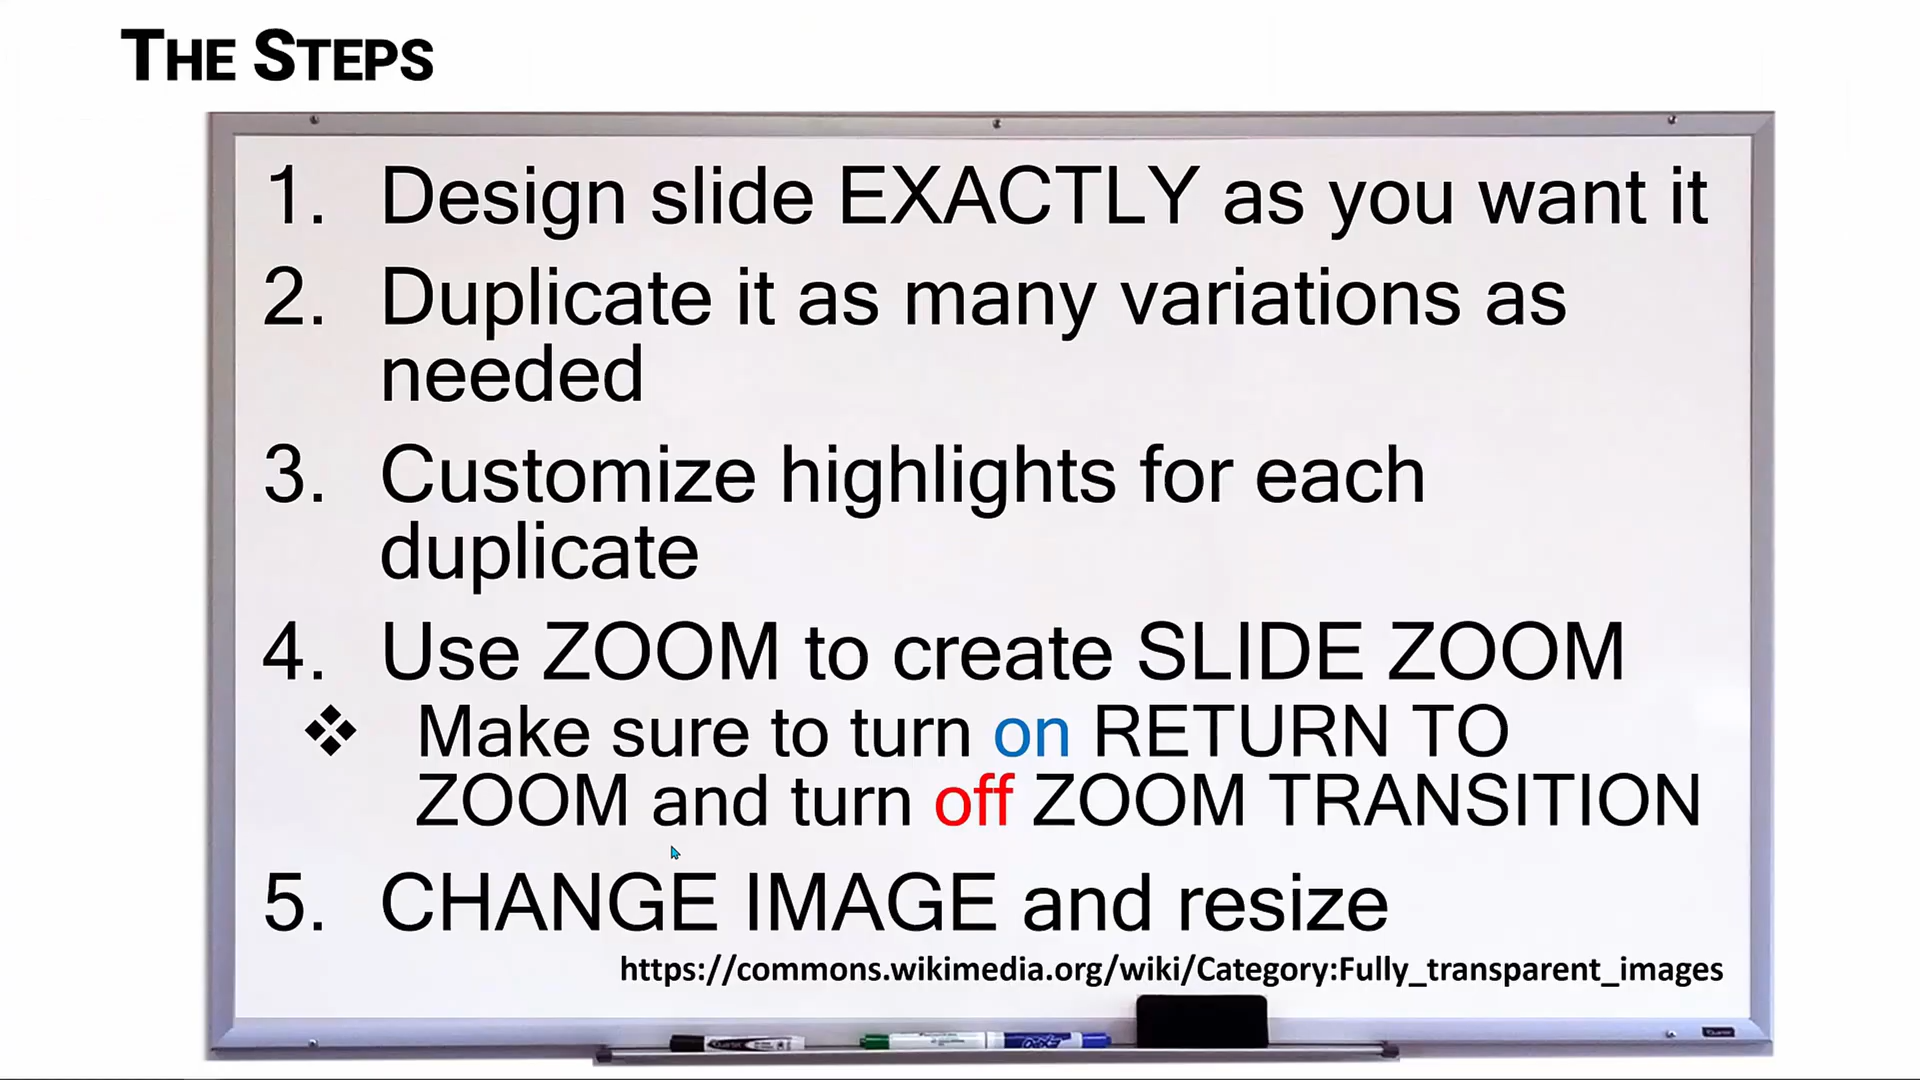 THE STEPS
1. Design slide EXACTLY as you want it
2. Duplicate it as many variations as
needed
3. Customize highlights for each
duplicate
4. Use ZOOM to create SLIDE ZOOM
❖ Make sure to turn on RETURN TO
ZOOM and turn off ZOOM TRANSITION
5. CHANGE IMAGE and resize
https://commons.wikimedia.org/wiki/Category:Fully_transparent_images